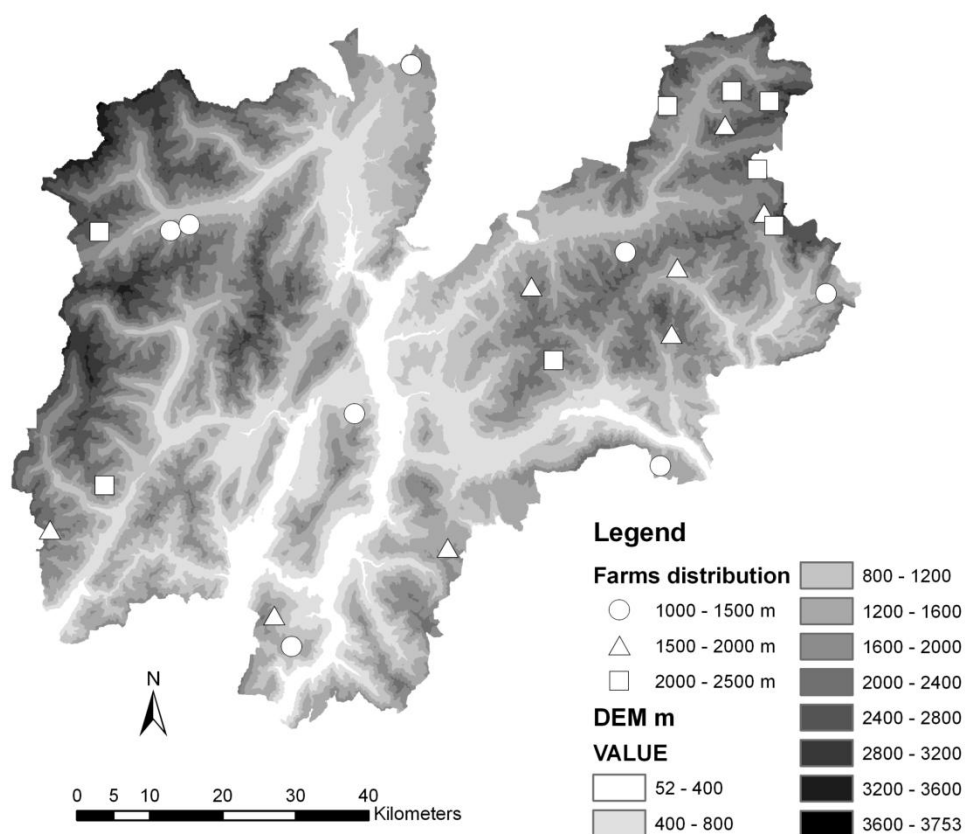 N
0 5 10 20 30 40
Kilometers
Legend
Farms distribution
1000 - 1500 m
1500 - 2000 m
2000 - 2500 m
DEM m
VALUE
52 - 400
400 - 800
800 - 1200
1200 - 1600
1600 - 2000
2000 - 2400
2400 - 2800
2800 - 3200
3200 - 3600
3600 - 3753